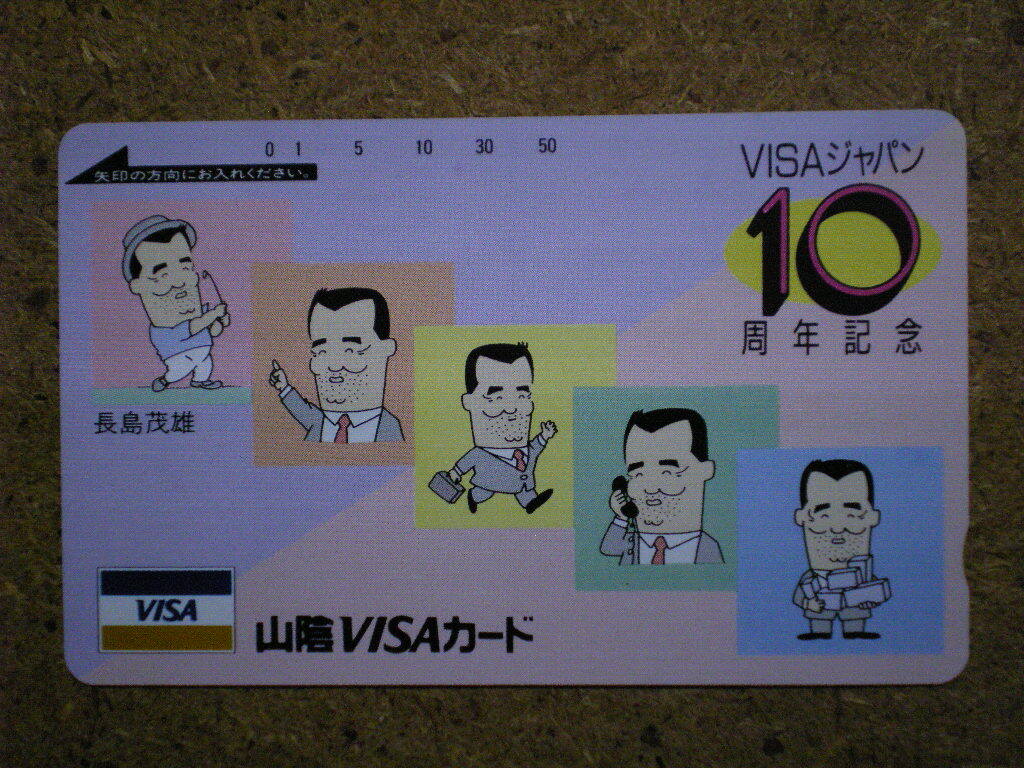 0 1 5 10 30 50
矢印の方向にお入れください。
VISAジャパン
10
周年記念
長島茂雄
VISA
山陰VISAカード